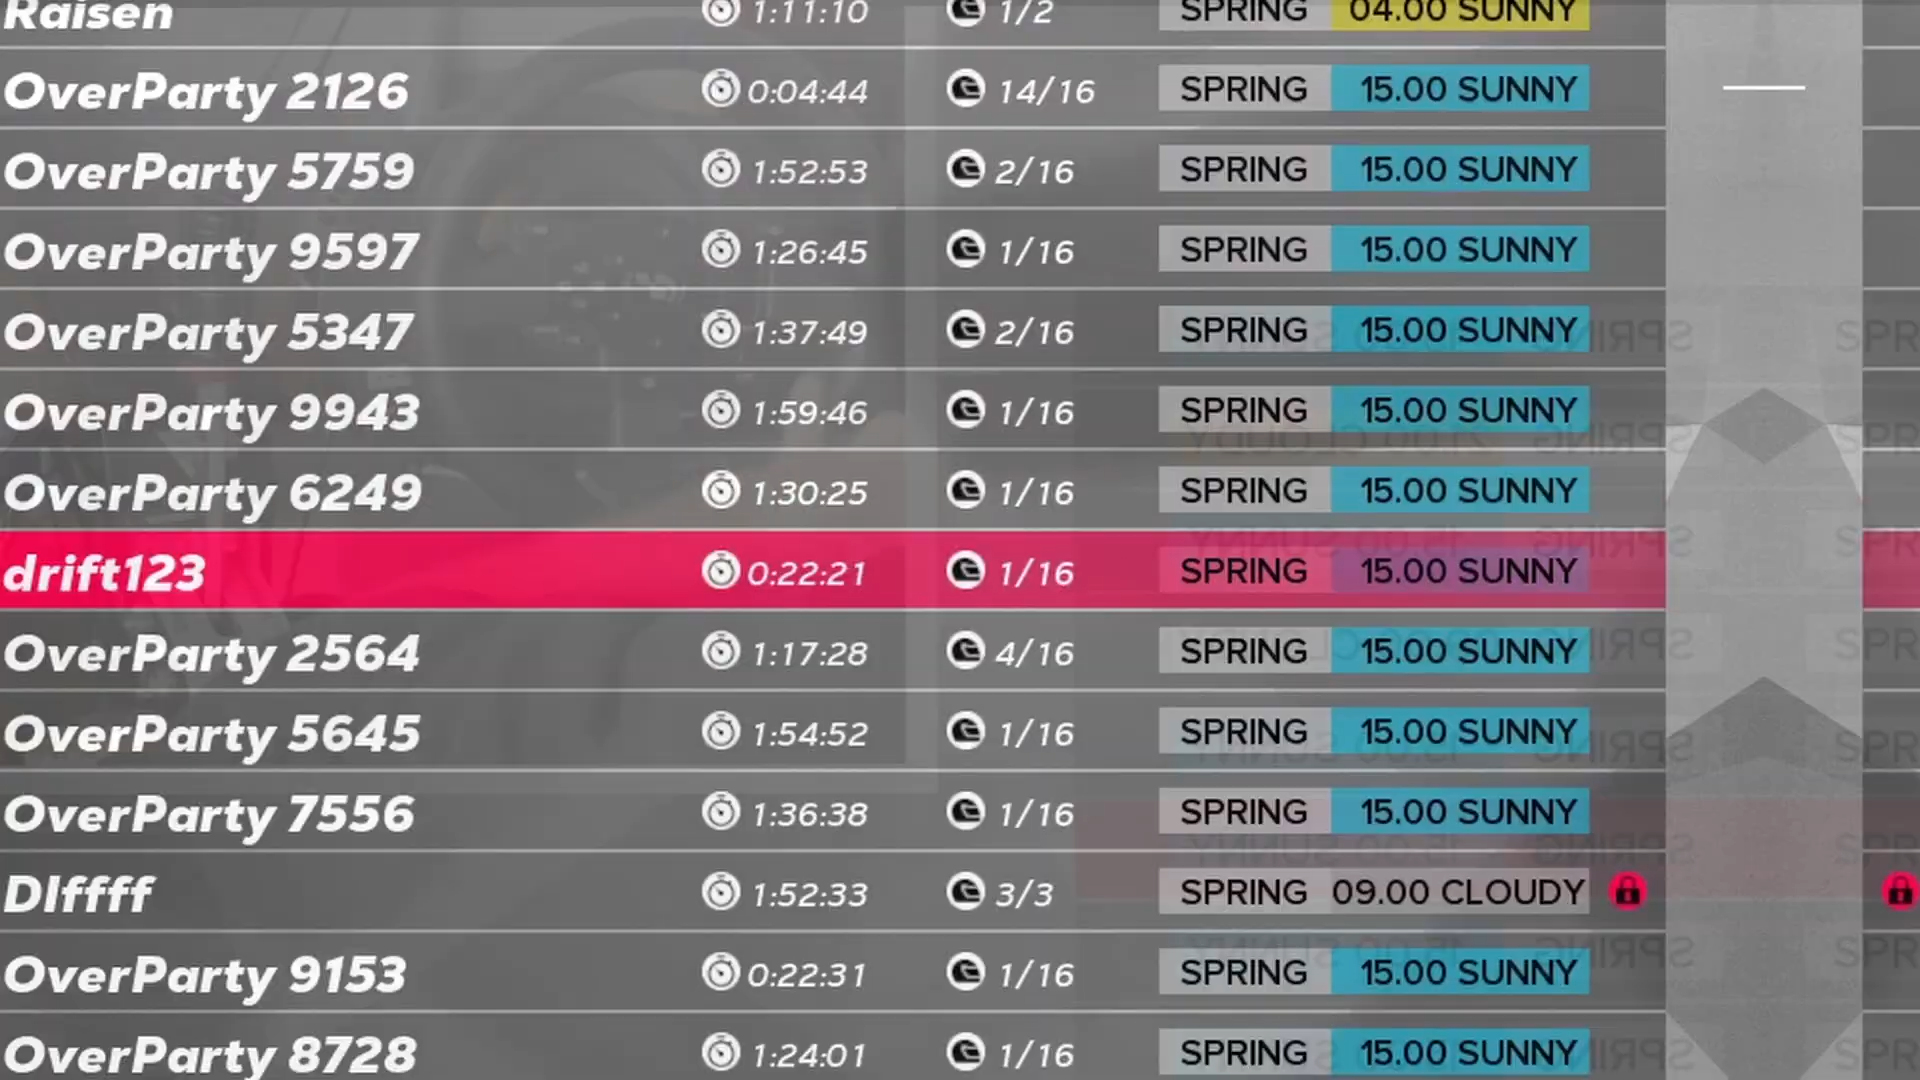 Raisen 1:11:10 1/2 SPRING 04.00 SUNNY
OverParty 2126 0:04:44 14/16 SPRING 15.00 SUNNY
OverParty 5759 1:52:53 2/16 SPRING 15.00 SUNNY
OverParty 9597 1:26:45 1/16 SPRING 15.00 SUNNY
OverParty 5347 1:37:49 2/16 SPRING 15.00 SUNNY
OverParty 9943 1:59:46 1/16 SPRING 15.00 SUNNY
OverParty 6249 1:30:25 1/16 SPRING 15.00 SUNNY
drift123 0:22:21 1/16 SPRING 15.00 SUNNY
OverParty 2564 1:17:28 4/16 SPRING 15.00 SUNNY
OverParty 5645 1:54:52 1/16 SPRING 15.00 SUNNY
OverParty 7556 1:36:38 1/16 SPRING 15.00 SUNNY
DIffff 1:52:33 3/3 SPRING 09.00 CLOUDY
OverParty 9153 0:22:31 1/16 SPRING 15.00 SUNNY
OverParty 8728 1:24:01 1/16 SPRING 15.00 SUNNY